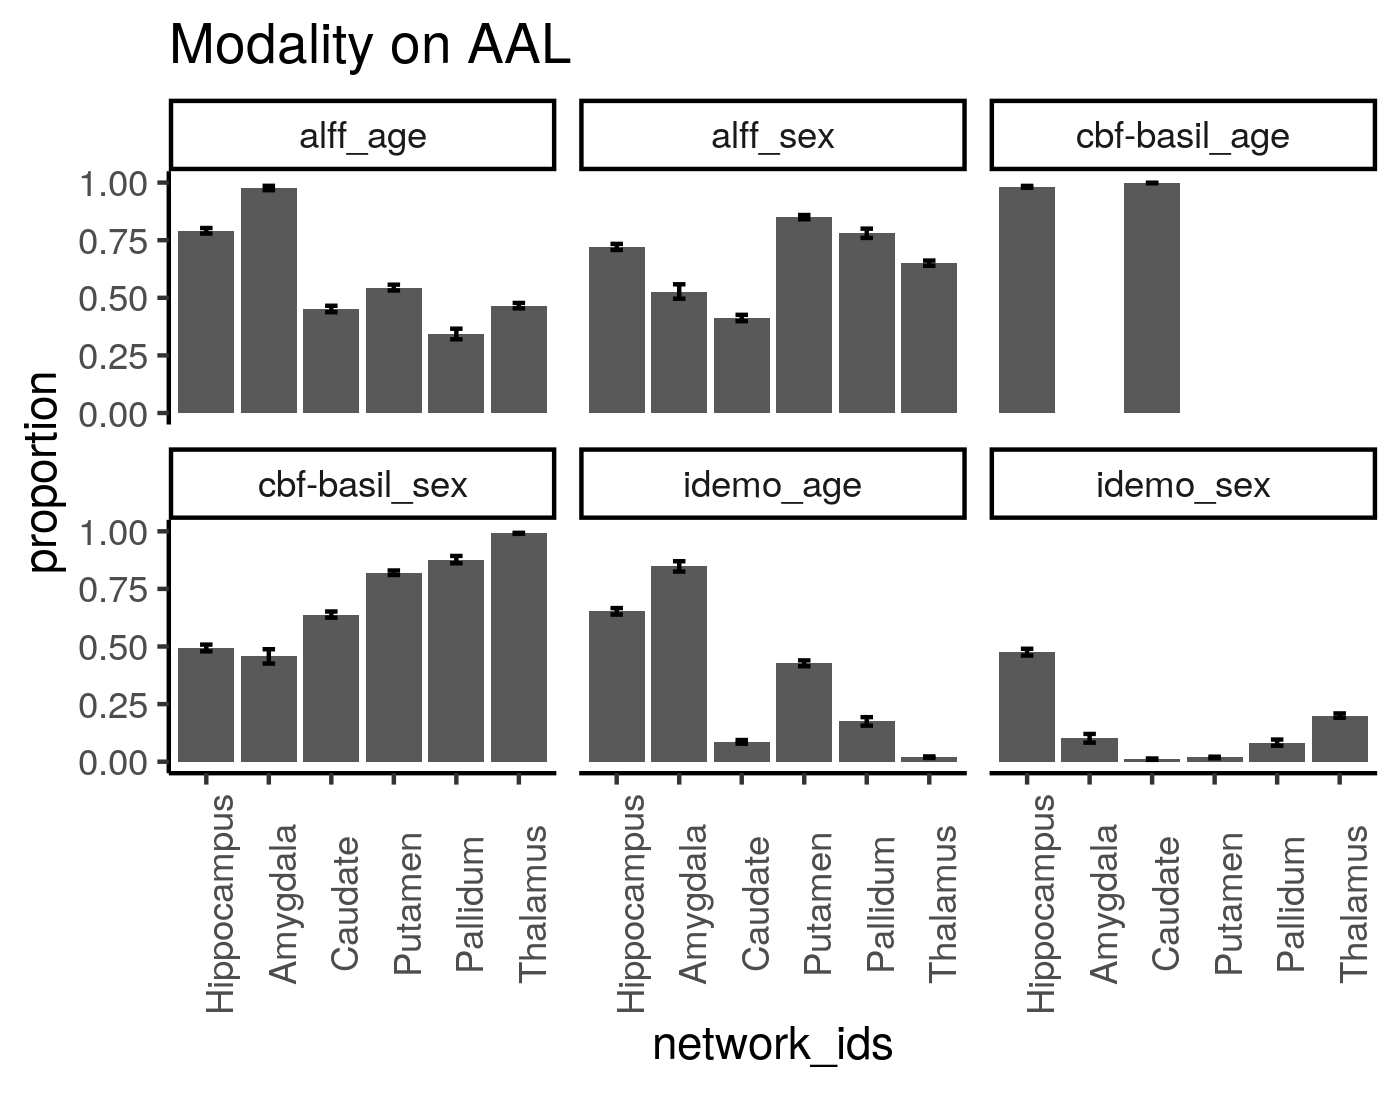 Modality on AAL
alff_age
alff_sex
cbf-basil_age
1.00
0.75
0.50
0.25
0.00
proportion
cbf-basil_sex
idemo_age
idemo_sex
1.00
0.75
0.50
0.25
0.00
Hippocampus
Amygdala
Caudate
Putamen
Pallidum
Thalamus
Hippocampus
Amygdala
Caudate
Putamen
Pallidum
Thalamus
Hippocampus
Amygdala
Caudate
Putamen
Pallidum
Thalamus
network_ids